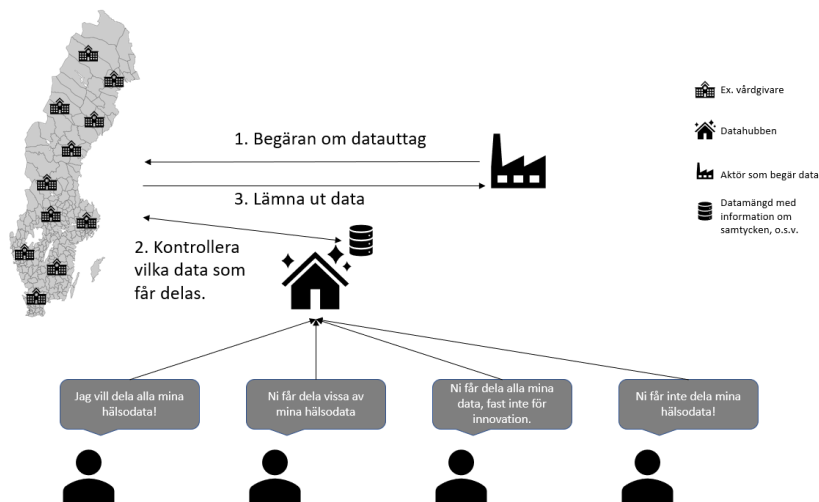 1. Begäran om datauttag
3. Lämna ut data
2. Kontrollera
vilka data som
får delas.
Ex. vårdgivare
Datahubben
Aktör som begär data
Datamängd med
information om
samtycken, o.s.v.
Jag vill dela alla mina
hälsodata!
Ni får dela vissa av
mina hälsodata
Ni får dela alla mina
data, fast inte för
innovation.
Ni får inte dela mina
hälsodata!